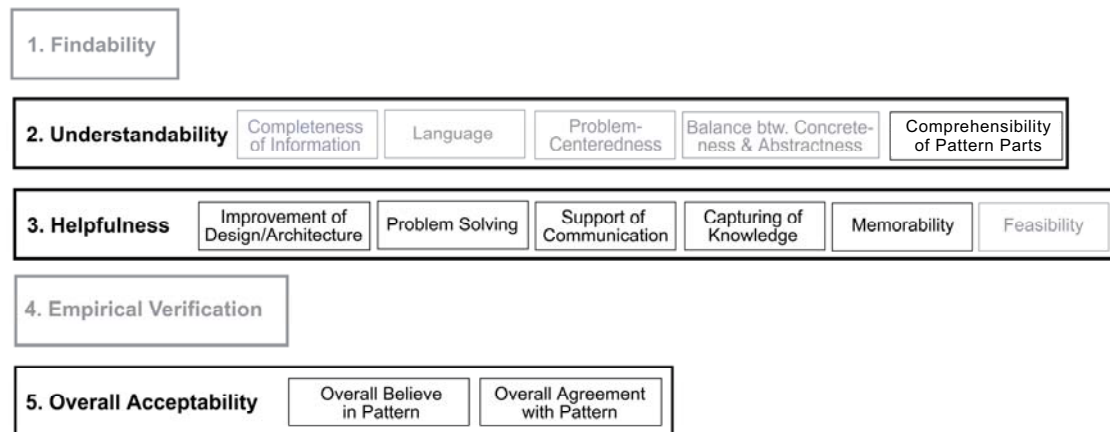 1. Findability
2. Understandability
Completeness
of Information
Language
Problem-
Centeredness
Balance btw. Concrete-
ness & Abstractness
Comprehensibility
of Pattern Parts
3. Helpfulness
Improvement of
Design/Architecture
Problem Solving
Support of
Communication
Capturing of
Knowledge
Memorability
Feasibility
4. Empirical Verification
5. Overall Acceptability
Overall Believe
in Pattern
Overall Agreement
with Pattern